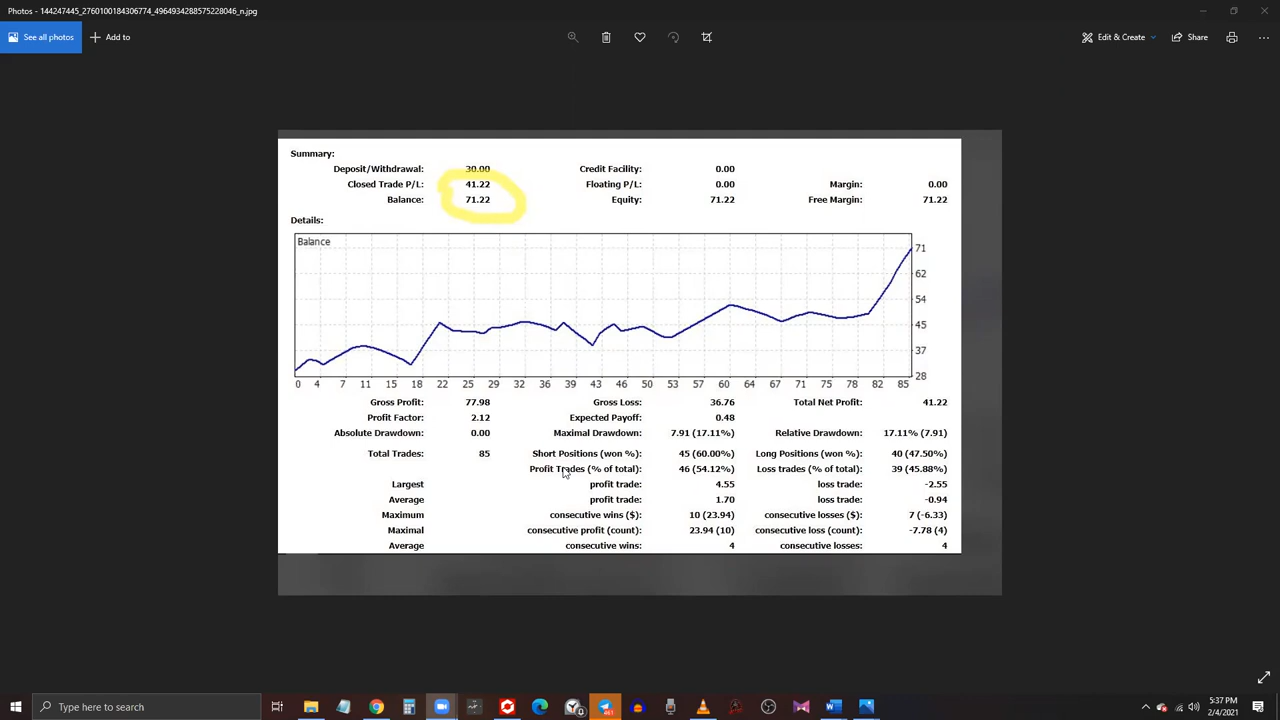 Photos - 144247445_2760100184306774_4964934288575228046_n.jpg
See all photos + Add to Edit & Create Share
Summary:
Deposit/Withdrawal: 30.00 Credit Facility: 0.00
Closed Trade P/L: 41.22 Floating P/L: 0.00 Margin: 0.00
Balance: 71.22 Equity: 71.22 Free Margin: 71.22
Details:
Balance
71
62
54
45
37
28
0 4 7 11 14 18 22 25 29 32 36 39 43 46 50 53 57 60 64 67 71 75 78 82 85
Gross Profit: 77.98 Gross Loss: 36.76 Total Net Profit: 41.22
Profit Factor: 2.12 Expected Payoff: 0.48
Absolute Drawdown: 0.00 Maximal Drawdown: 7.91 (17.11%) Relative Drawdown: 17.11% (7.91)
Total Trades: 85 Short Positions (won %): 45 (60.00%) Long Positions (won %): 40 (47.50%)
Profit Trades (% of total): 46 (54.12%) Loss trades (% of total): 39 (45.88%)
Largest profit trade: 4.55 loss trade: -2.55
Average profit trade: 1.70 loss trade: -0.94
Maximum consecutive wins ($): 10 (23.94) consecutive losses ($): 7 (-6.33)
Maximal consecutive profit (count): 23.94 (10) consecutive loss (count): -7.78 (4)
Average consecutive wins: 4 consecutive losses: 4
Type here to search
5:37 PM
2/4/2021